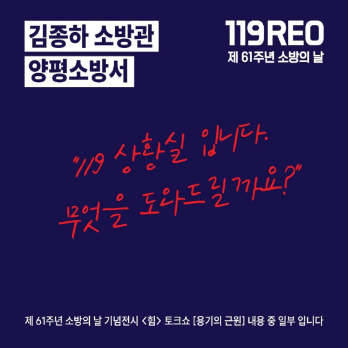 김종하 소방관
양평소방서
119REO
제 61주년 소방의 날
"119 상황실 입니다.
무엇을 도와드릴까요?"
제 61주년 소방의 날 기념전시 <힘> 토크쇼 [용기의 근원] 내용 중 일부 입니다